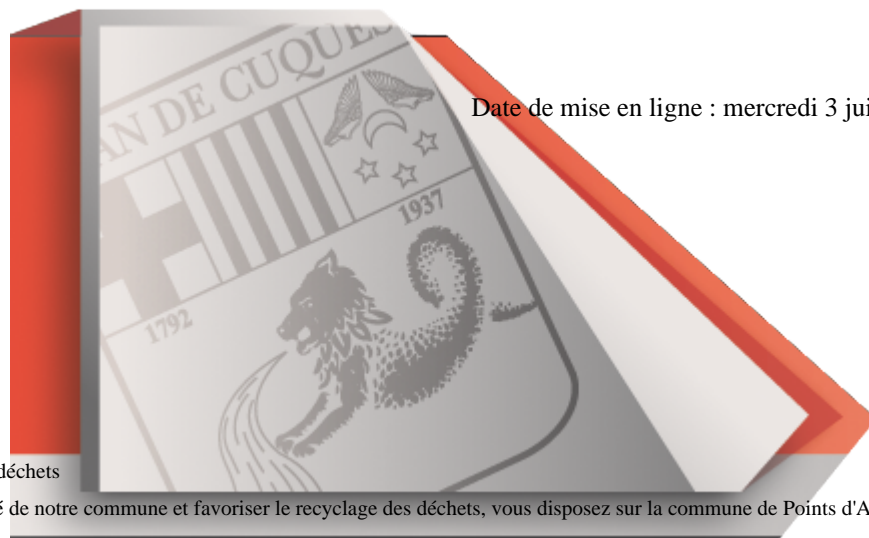 AN DE CUQUES
Date de mise en ligne : mercredi 3 jui
1937
1792
déchets
de notre commune et favoriser le recyclage des déchets, vous disposez sur la commune de Points d'A